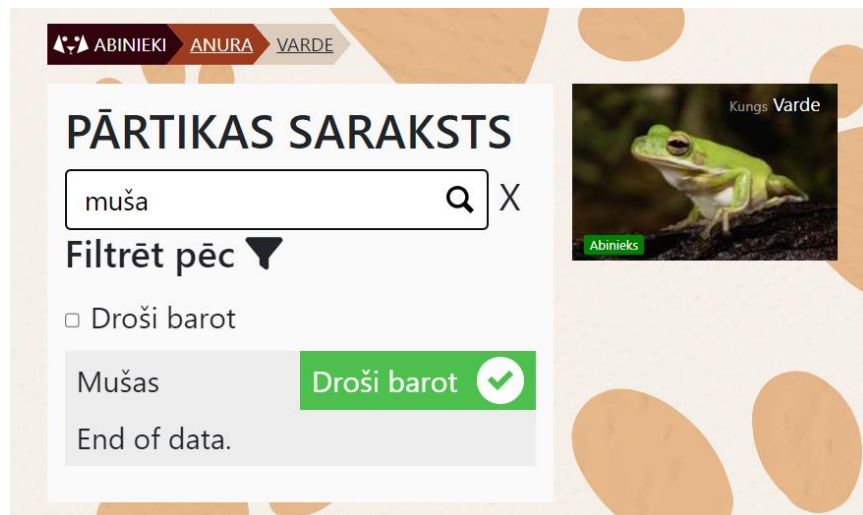 ABINIEKI ANURA VARDE
PĀRTIKAS SARAKSTS
muša X
Filtrēt pēc
Droši barot
Mušas Droši barot
End of data.
Kungs Varde
Abinieks